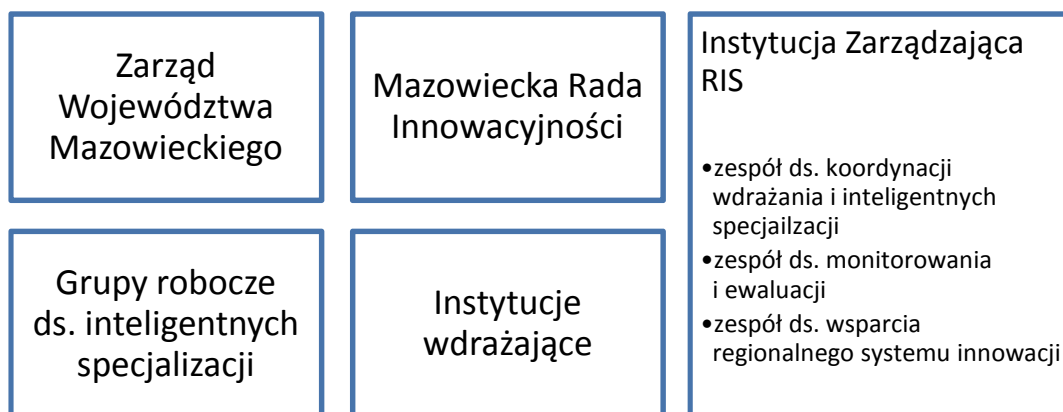 Zarząd
Województwa
Mazowieckiego
Mazowiecka Rada
Innowacyjności
Instytucja Zarządzająca
RIS
•zespół ds. koordynacji
wdrażania i inteligentnych
specjailzacji
•zespół ds. monitorowania
i ewaluacji
•zespół ds. wsparcia
regionalnego systemu innowacji
Grupy robocze
ds. inteligentnych
specjalizacji
Instytucje
wdrażające